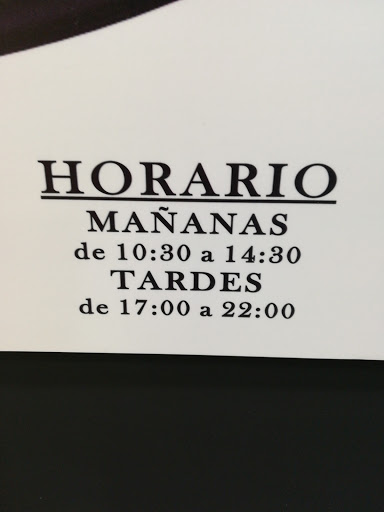 HORARIO
MAÑANAS
de 10:30 a 14:30
TARDES
de 17:00 a 22:00